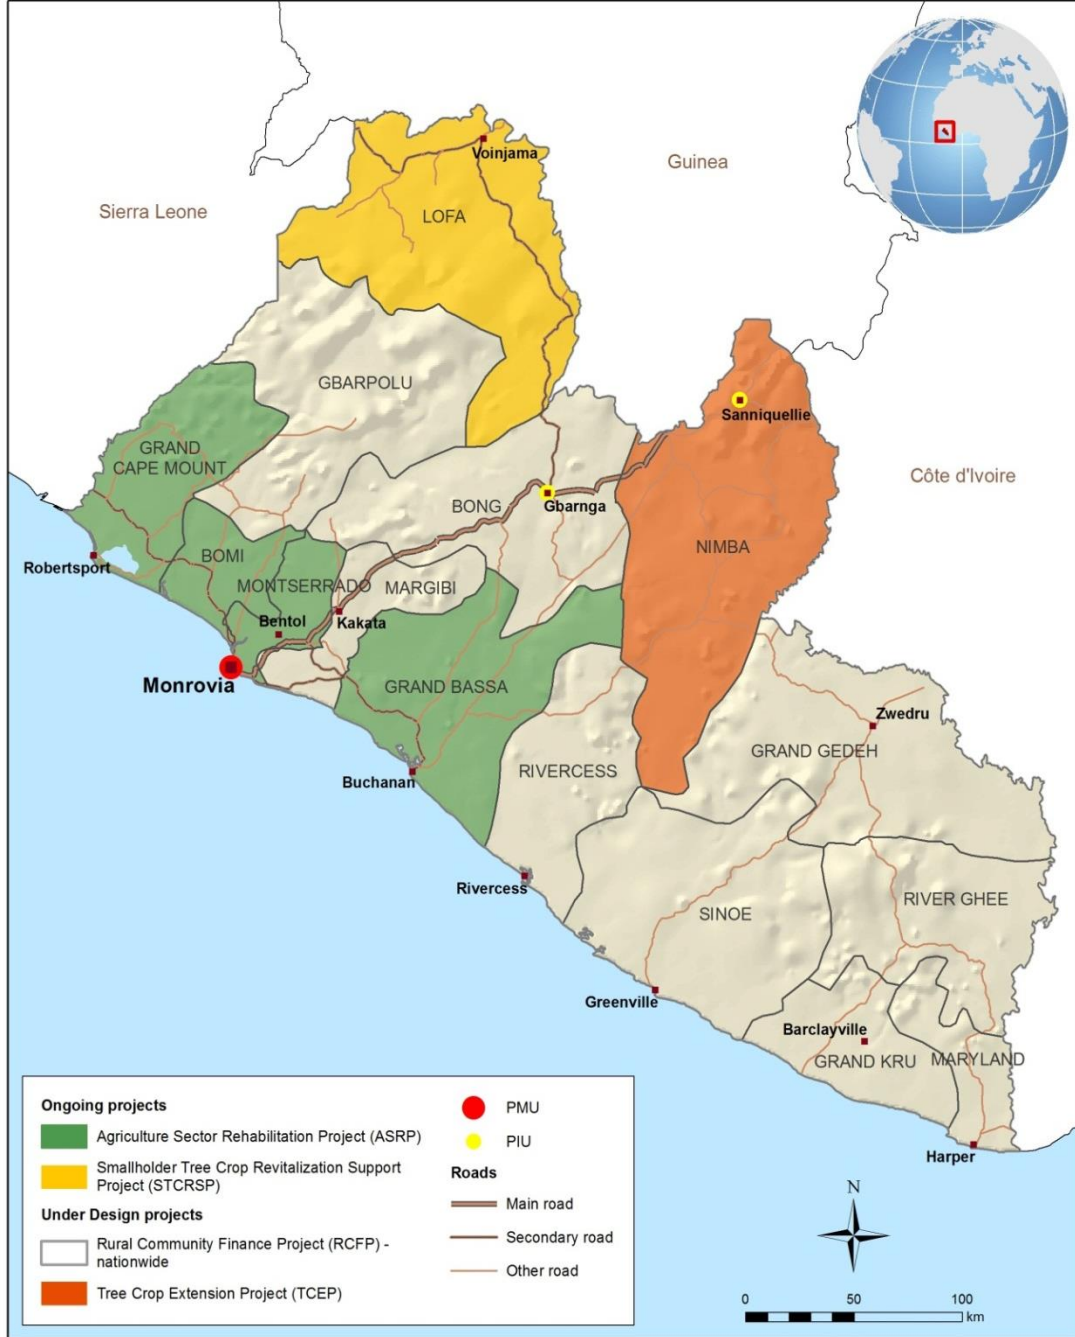 Guinea
Sierra Leone
Voinjama
LOFA
GBARPOLU
Sanniquellie
GRAND
CAPE MOUNT
Côte d'Ivoire
BONG
Gbarnga
NIMBA
BOMI
Robertsport
MONTSERRADO
MARGIBI
Bentol
Kakata
Monrovia
GRAND BASSA
Zwedru
GRAND GEDEH
RIVERCESS
Buchanan
Rivercess
RIVER GHEE
SINOE
Greenville
Barclayville
GRAND KRU
MARYLAND
Harper
Ongoing projects
Agriculture Sector Rehabilitation Project (ASRP)
Smallholder Tree Crop Revitalization Support
Project (STCRSP)
Under Design projects
Rural Community Finance Project (RCFP) -
nationwide
Tree Crop Extension Project (TCEP)
PMU
PIU
Roads
Main road
Secondary road
Other road
N
0 50 100
km